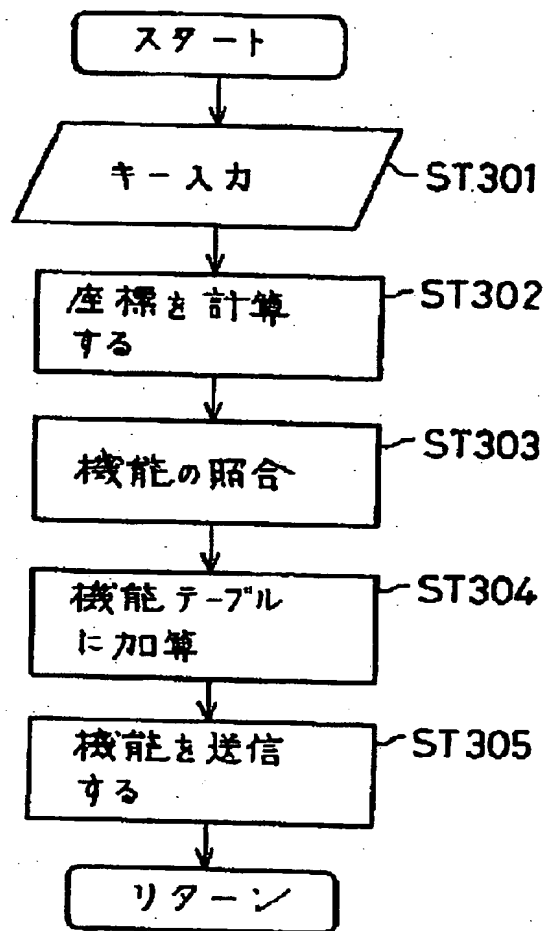 スタート
キー入力
ST301
座標を計算
する
ST302
機能の照合
ST303
機能テーブル
に加算
ST304
機能を送信
する
ST305
リターン